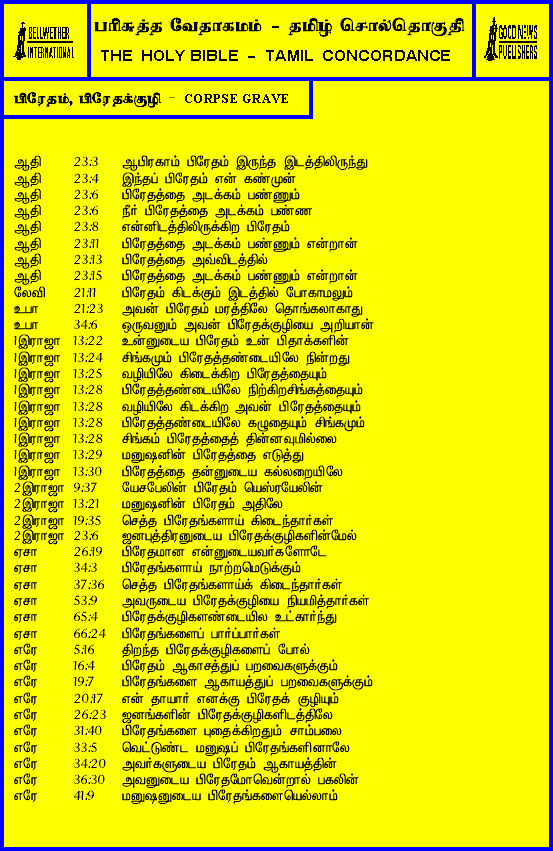 BELLWETHER
INTERNATIONAL
பரிசுத்த வேதாகமம் - தமிழ் சொல்தொகுதி
THE HOLY BIBLE - TAMIL CONCORDANCE
GOOD NEWS
PUBLISHERS
பிரேதம், பிரேதக்குழி - CORPSE GRAVE
ஆதி 23:3 ஆபிரகாம் பிரேதம் இருந்த இடத்திலிருந்து
ஆதி 23:4 இந்தப் பிரேதம் என் கண்முன்
ஆதி 23:6 பிரேதத்தை அடக்கம் பண்ணும்
ஆதி 23:6 நீர் பிரேதத்தை அடக்கம் பண்ண
ஆதி 23:8 என்னிடத்திலிருக்கிற பிரேதம்
ஆதி 23:11 பிரேதத்தை அடக்கம் பண்ணும் என்றான்
ஆதி 23:13 பிரேதத்தை அவ்விடத்தில்
ஆதி 23:15 பிரேதத்தை அடக்கம் பண்ணும் என்றான்
லேவி 21:11 பிரேதம் கிடக்கும் இடத்தில் போகாமலும்
உபா 21:23 அவன் பிரேதம் மரத்திலே தொங்கலாகாது
உபா 34:6 ஒருவனும் அவன் பிரேதக்குழியை அறியான்
1இராஜா 13:22 உன்னுடைய பிரேதம் உன் பிதாக்களின்
1இராஜா 13:24 சிங்கமும் பிரேதத்தண்டையிலே நின்றது
1இராஜா 13:25 வழியிலே கிடைக்கிற பிரேதத்தையும்
1இராஜா 13:28 பிரேதத்தண்டையிலே நிற்கிறசிங்கத்தையும்
1இராஜா 13:28 வழியிலே கிடக்கிற அவன் பிரேதத்தையும்
1இராஜா 13:28 பிரேதத்தண்டையிலே கழுதையும் சிங்கமும்
1இராஜா 13:28 சிங்கம் பிரேதத்தைத் தின்னவுமில்லை
1இராஜா 13:29 மனுஷனின் பிரேதத்தை எடுத்து
1இராஜா 13:30 பிரேதத்தை தன்னுடைய கல்லறையிலே
2இராஜா 9:37 யேசபேலின் பிரேதம் யெஸ்ரயேலின்
2இராஜா 13:21 மனுஷனின் பிரேதம் அதிலே
2இராஜா 19:35 செத்த பிரேதங்களாய் கிடைந்தார்கள்
2இராஜா 23:6 ஜனபுத்திரனுடைய பிரேதக்குழிகளின்மேல்
ஏசா 26:19 பிரேதமான என்னுடையவர்களோடே
ஏசா 34:3 பிரேதங்களாய் நாற்றமெடுக்கும்
ஏசா 37:36 செத்த பிரேதங்களாய்க் கிடைந்தார்கள்
ஏசா 53:9 அவருடைய பிரேதக்குழியை நியமித்தார்கள்
ஏசா 65:4 பிரேதக்குழிகளண்டையில உட்கார்ந்து
ஏசா 66:24 பிரேதங்களைப் பார்ப்பார்கள்
எரே 5:16 திறந்த பிரேதக்குழிகளைப் போல்
எரே 16:4 பிரேதம் ஆகாசத்துப் பறவைகளுக்கும்
எரே 19:7 பிரேதங்களை ஆகாயத்துப் பறவைகளுக்கும்
எரே 20:17 என் தாயார் எனக்கு பிரேதக் குழியும்
எரே 26:23 ஜனங்களின் பிரேதக்குழிகளிடத்திலே
எரே 31:40 பிரேதங்களை புதைக்கிறதும் சாம்பலை
எரே 33:5 வெட்டுண்ட மனுஷப் பிரேதங்களினாலே
எரே 34:20 அவர்களுடைய பிரேதம் ஆகாயத்தின்
எரே 36:30 அவனுடைய பிரேதமோவென்றால் பகலின்
எரே 41:9 மனுஷனுடைய பிரேதங்களையெல்லாம்